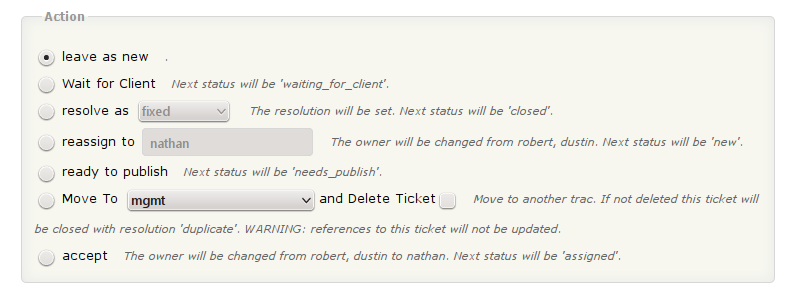 Action
leave as new .
Wait for Client Next status will be 'waiting_for_client'.
resolve as fixed The resolution will be set. Next status will be 'closed'.
reassign to nathan The owner will be changed from robert, dustin. Next status will be 'new'.
ready to publish Next status will be 'needs_publish'.
Move To mgmt and Delete Ticket Move to another trac. If not deleted this ticket will
be closed with resolution 'duplicate'. WARNING: references to this ticket will not be updated.
accept The owner will be changed from robert, dustin to nathan. Next status will be 'assigned'.